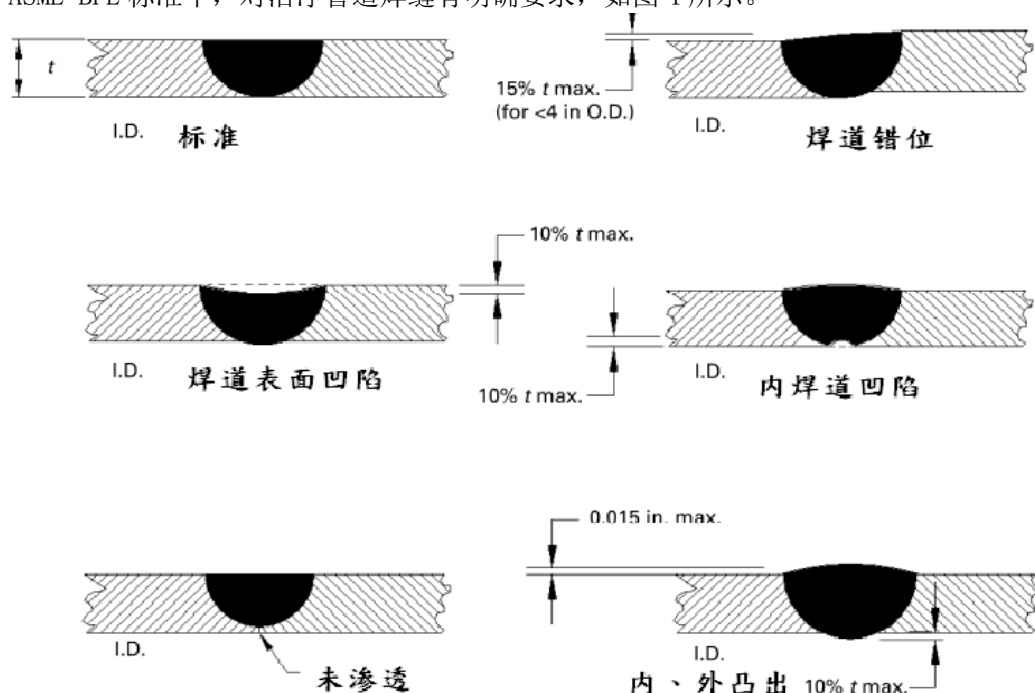 ASME BPE 标准中，对洁净管道焊缝有明确要求，如图 1 所示。
t
I.D. 标准
15% t max.
(for <4 in O.D.)
I.D.
焊道错位
10% t max.
I.D. 焊道表面凹陷
10% t max.
I.D. 内焊道凹陷
I.D.
未渗透
0.015 in. max.
I.D.
内、外凸出 10% t max.